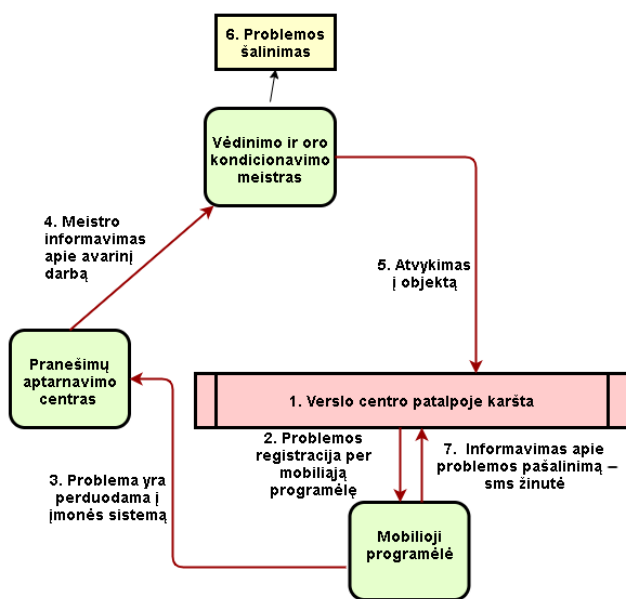 6. Problemos
šalinimas
Vėdinimo ir oro
kondicionavimo
meistras
4. Meistro
informavimas
apie avarinį
darbą
5. Atvykimas
į objektą
Pranešimų
aptarnavimo
centras
1. Verslo centro patalpoje karšta
2. Problemos
registracija per
mobiliąją
programėlę
7. Informavimas apie
problemos pašalinimą –
sms žinutė
3. Problema yra
perduodama į
įmonės sistemą
Mobilioji
programėlė